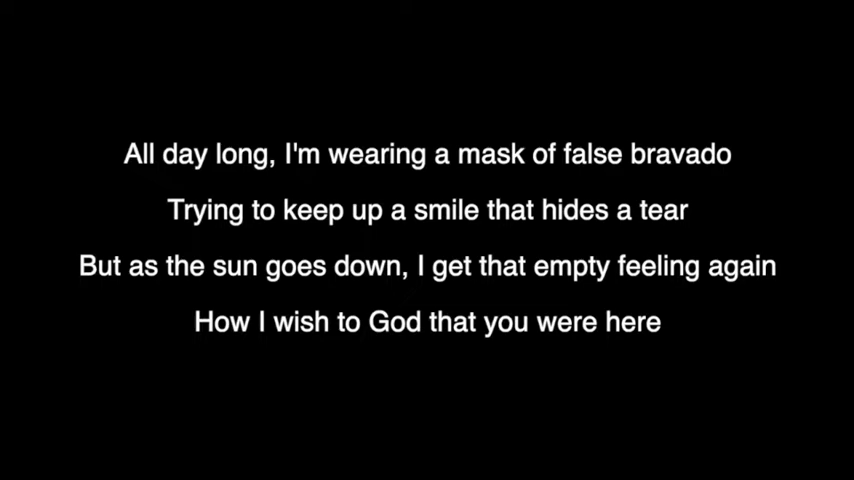 All day long, I'm wearing a mask of false bravado
Trying to keep up a smile that hides a tear
But as the sun goes down, I get that empty feeling again
How I wish to God that you were here